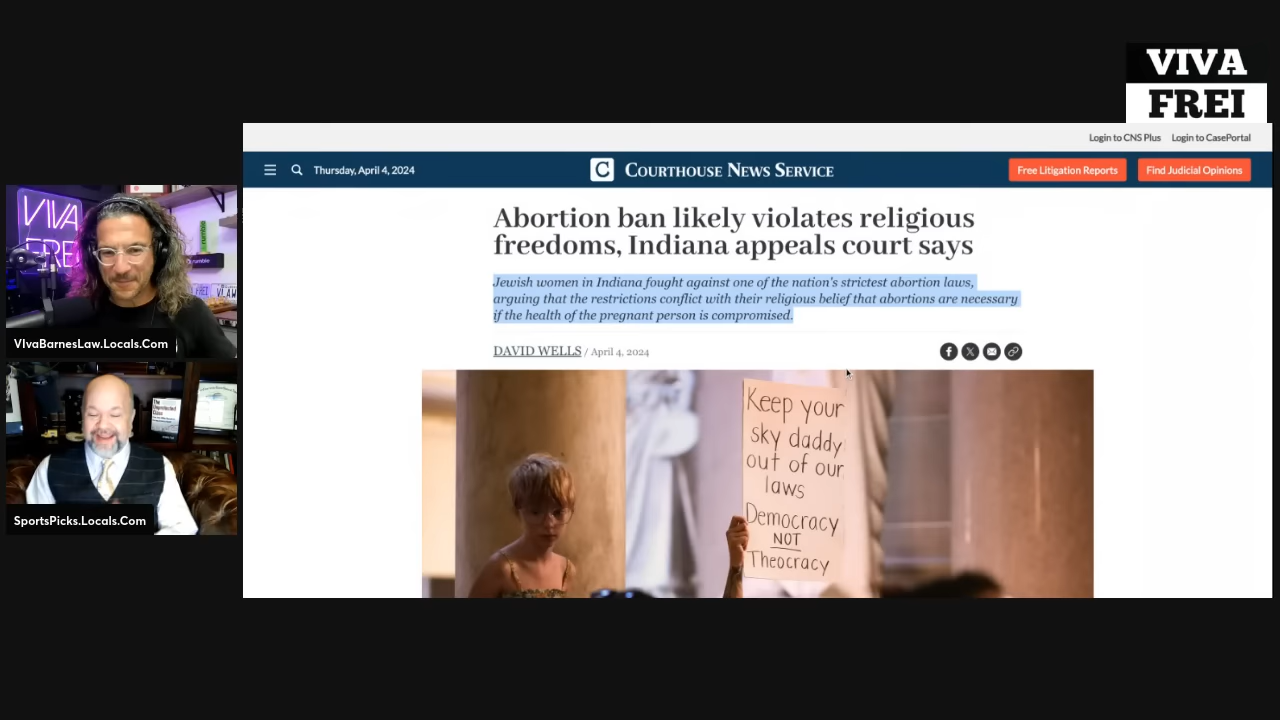 VIVA
FREI
Login to CNS Plus Login to CasePortal
Thursday, April 4, 2024
C COURTHOUSE NEWS SERVICE
Free Litigation Reports Find Judicial Opinions
Abortion ban likely violates religious
freedoms, Indiana appeals court says
Jewish women in Indiana fought against one of the nation's strictest abortion laws,
arguing that the restrictions conflict with their religious belief that abortions are necessary
if the health of the pregnant person is compromised.
DAVID WELLS / April 4, 2024
Keep your
sky daddy
out of our
laws
Democracy
NOT
Theocracy
VIVA
FREI
VIvaBarnesLaw.Locals.Com
SportsPicks.Locals.Com